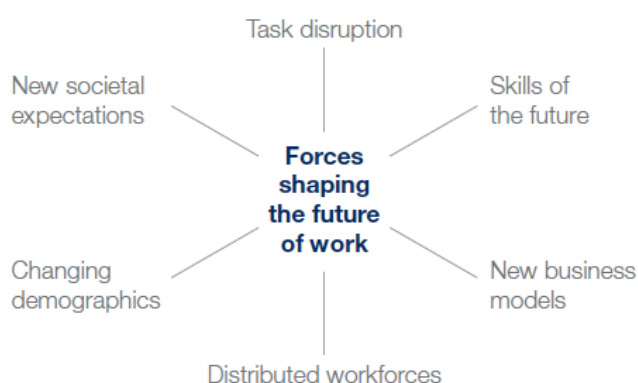 Task disruption
New societal
expectations
Skills of
the future
Forces
shaping
the future
of work
Changing
demographics
New business
models
Distributed workforces